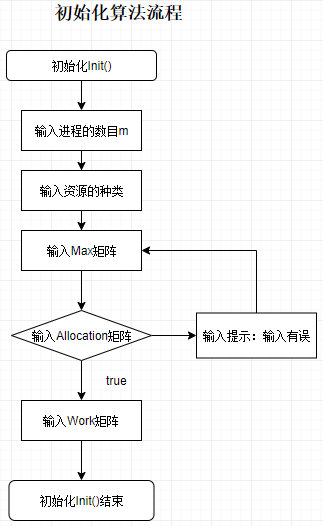 初始化算法流程
初始化Init()
输入进程的数目m
输入资源的种类
输入Max矩阵
输入Allocation矩阵
输入提示：输入有误
true
输入Work矩阵
初始化Init()结束